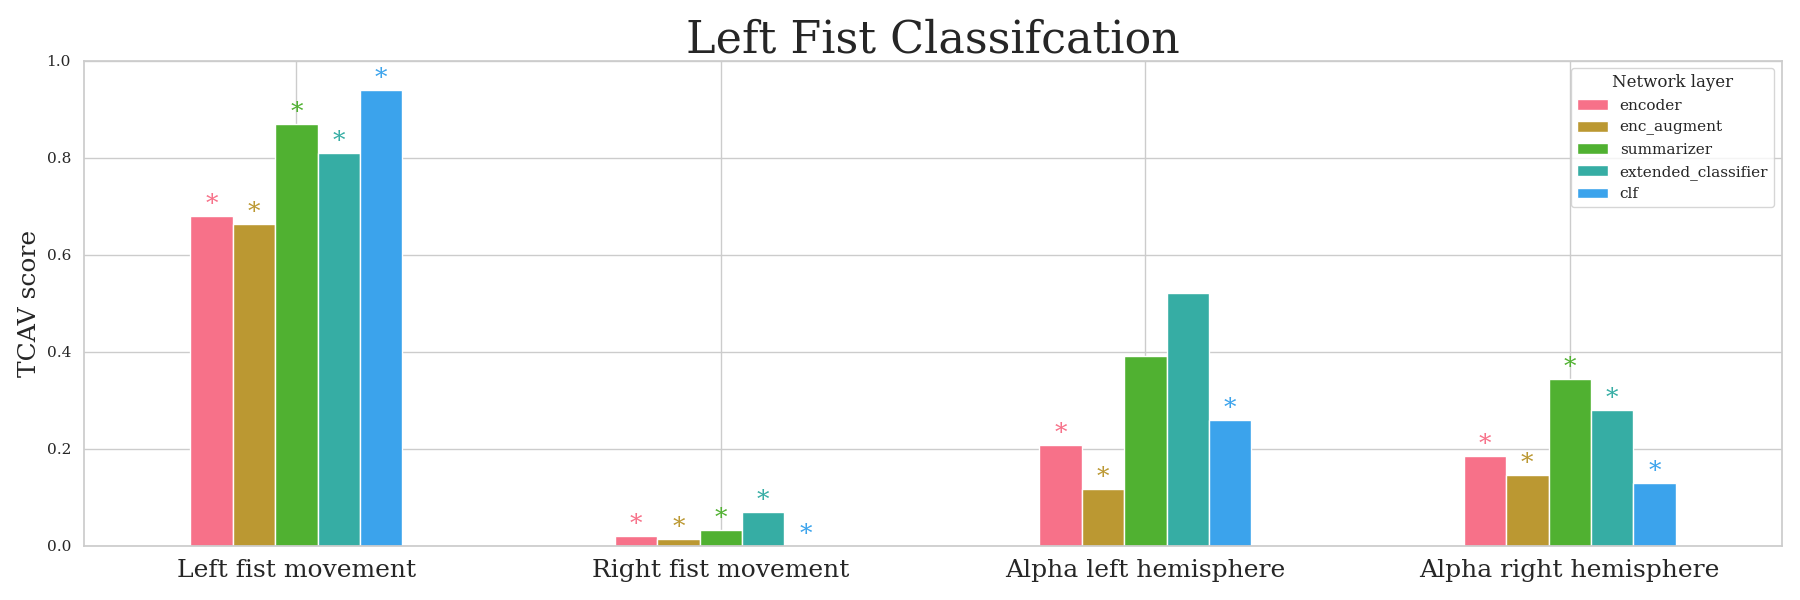 Left Fist Classifcation
TCAV score
1.0
0.8
0.6
0.4
0.2
0.0
* * * * *
* * * * *
* * *
* * * * *
Left fist movement
Right fist movement
Alpha left hemisphere
Alpha right hemisphere
Network layer
encoder
enc_augment
summarizer
extended_classifier
clf